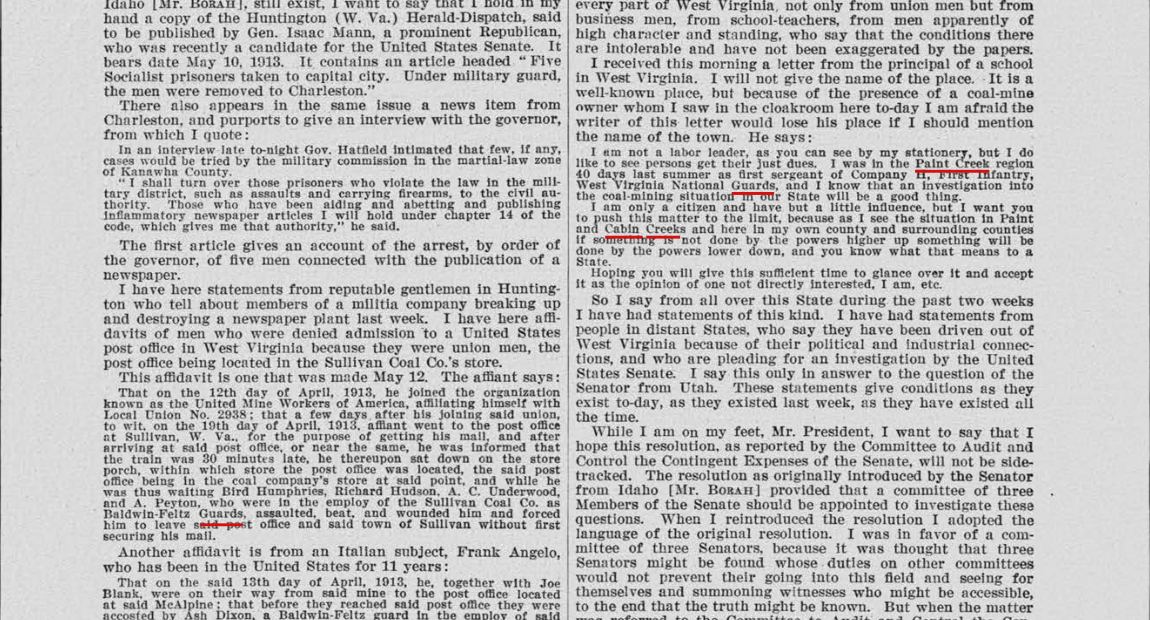 Idaho [Mr. BORAH], still exist, I want to say that I hold in my
hand a copy of the Huntington (W. Va.) Herald-Dispatch, said
to be published by Gen. Isaac Mann, a prominent Republican,
who was recently a candidate for the United States Senate. It
bears date May 10, 1913. It contains an article headed "Five
Socialist prisoners taken to capital city. Under military guard,
the men were removed to Charleston."
There also appears in the same issue a news item from
Charleston, and purports to give an interview with the governor,
from which I quote:
In an interview late to-night Gov. Hatfield intimated that few, if any,
cases would be tried by the military commission in the martial-law zone
of Kanawha County.
"I shall turn over those prisoners who violate the law in the mili-
tary district, such as assaults and carrying firearms, to the civil au-
thority. Those who have been aiding and abetting and publishing
inflammatory newspaper articles I will hold under chapter 14 of the
code, which gives me that authority," he said.
The first article gives an account of the arrest, by order of
the governor, of five men connected with the publication of a
newspaper.
I have here statements from reputable gentlemen in Hunting-
ton who tell about members of a militia company breaking up
and destroying a newspaper plant last week. I have here affi-
davits of men who were denied admission to a United States
post office in West Virginia because they were union men, the
post office being located in the Sullivan Coal Co.'s store.
This affidavit is one that was made May 12. The affiant says:
That on the 12th day of April, 1913, he joined the organization
known as the United Mine Workers of America, affiliating himself with
Local Union No. 2938; that a few days after his joining said union,
to wit, on the 19th day of April, 1913, affiant went to the post office
at Sullivan, W. Va., for the purpose of getting his mail, and after
arriving at said post office, or near the same, he was informed that
the train was 30 minutes late, he thereupon sat down on the store
porch, within which store the post office was located, the said post
office being in the coal company's store at said point, and while he
was thus waiting Bird Humphries, Richard Hudson, A. C. Underwood,
and A. Peyton, who were in the employ of the Sullivan Coal Co. as
Baldwin-Feltz Guards, assaulted, beat, and wounded him and forced
him to leave said post office and said town of Sullivan without first
securing his mail.
Another affidavit is from an Italian subject, Frank Angelo,
who has been in the United States for 11 years:
That on the said 13th day of April, 1913, he, together with Joe
Blank, were on their way from said mine to the post office located
at said McAlpine; that before they reached said post office they were
accosted by Ash Dixon, a Baldwin-Feltz guard in the employ of said
every part of West Virginia, not only from union men but from
business men, from school-teachers, from men apparently of
high character and standing, who say that the conditions there
are intolerable and have not been exaggerated by the papers.
I received this morning a letter from the principal of a school
in West Virginia. I will not give the name of the place. It is a
well-known place, but because of the presence of a coal-mine
owner whom I saw in the cloakroom here to-day I am afraid the
writer of this letter would lose his place if I should mention
the name of the town. He says:
I am not a labor leader, as you can see by my stationery, but I do
like to see persons get their just dues. I was in the Paint Creek region
40 days last summer as first sergeant of Company H, First Infantry,
West Virginia National Guards, and I know that an investigation into
the coal-mining situation in our State will be a good thing.
I am only a citizen and have but a little influence, but I want you
to push this matter to the limit, because as I see the situation in Paint
and Cabin Creeks and here in my own county and surrounding counties
if something is not done by the powers higher up something will be
done by the powers lower down, and you know what that means to a
State.
Hoping you will give this sufficient time to glance over it and accept
it as the opinion of one not directly interested, I am, etc.
So I say from all over this State during the past two weeks
I have had statements of this kind. I have had statements from
people in distant States, who say they have been driven out of
West Virginia because of their political and industrial connec-
tions, and who are pleading for an investigation by the United
States Senate. I say this only in answer to the question of the
Senator from Utah. These statements give conditions as they
exist to-day, as they existed last week, as they have existed all
the time.
While I am on my feet, Mr. President, I want to say that I
hope this resolution, as reported by the Committee to Audit and
Control the Contingent Expenses of the Senate, will not be side-
tracked. The resolution as originally introduced by the Senator
from Idaho [Mr. BORAH] provided that a committee of three
Members of the Senate should be appointed to investigate these
questions. When I reintroduced the resolution I adopted the
language of the original resolution. I was in favor of a com-
mittee of three Senators, because it was thought that three
Senators might be found whose duties on other committees
would not prevent their going into this field and seeing for
themselves and summoning witnesses who might be accessible,
to the end that the truth might be known. But when the matter
was referred to the Committee to Audit and Control the Con-